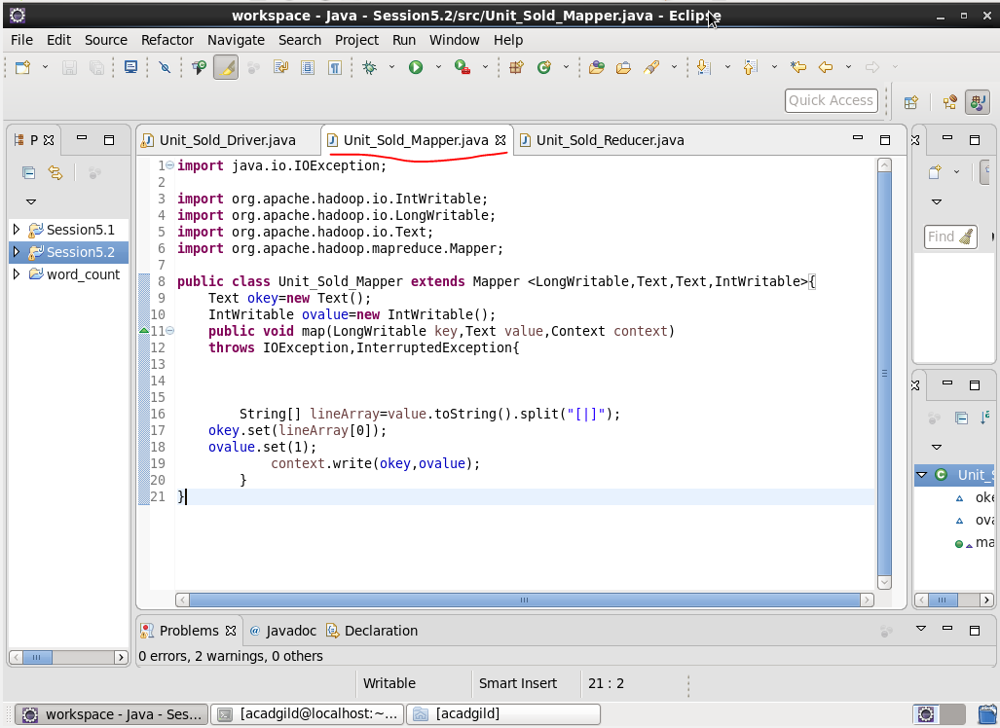 workspace - Java - Session5.2/src/Unit_Sold_Mapper.java - Eclipse
File Edit Source Refactor Navigate Search Project Run Window Help
Quick Access
P
Unit_Sold_Driver.java Unit_Sold_Mapper.java Unit_Sold_Reducer.java
Session5.1
Session5.2
word_count
1 import java.io.IOException;
2
3 import org.apache.hadoop.io.IntWritable;
4 import org.apache.hadoop.io.LongWritable;
5 import org.apache.hadoop.io.Text;
6 import org.apache.hadoop.mapreduce.Mapper;
7
8 public class Unit_Sold_Mapper extends Mapper <LongWritable,Text,Text,IntWritable>{
9 Text okey=new Text();
10 IntWritable ovalue=new IntWritable();
11 public void map(LongWritable key,Text value,Context context)
12 throws IOException,InterruptedException{
13
14
15
16 String[] lineArray=value.toString().split("[|]");
17 okey.set(lineArray[0]);
18 ovalue.set(1);
19 context.write(okey,ovalue);
20 }
21 }
Find
Unit_S
oke
ova
ma
Problems @ Javadoc Declaration
0 errors, 2 warnings, 0 others
Writable Smart Insert 21 : 2
workspace - Java - Ses... [acadgild@localhost:~... [acadgild]